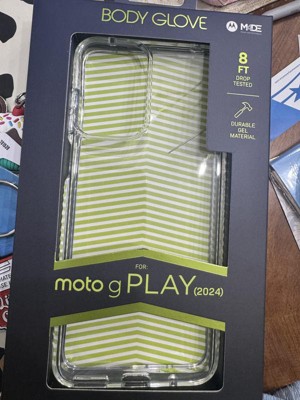 BODY GLOVE
MADE
8
FT
DROP
TESTED
DURABLE
GEL
MATERIAL
FOR:
moto g PLAY (2024)